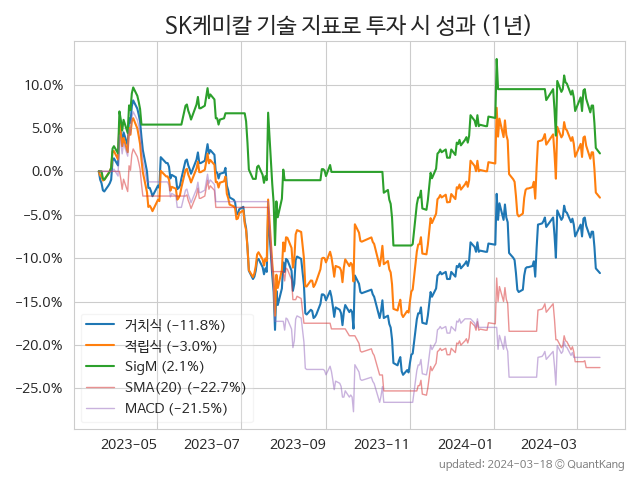 SK케미칼 기술 지표로 투자 시 성과 (1년)
10.0%
5.0%
0.0%
−5.0%
−10.0%
−15.0%
−20.0%
−25.0%
거치식 (−11.8%)
적립식 (−3.0%)
SigM (2.1%)
SMA(20) (−22.7%)
MACD (−21.5%)
2023−05 2023−07 2023−09 2023−11 2024−01 2024−03
updated: 2024−03−18 ⓒ QuantKang